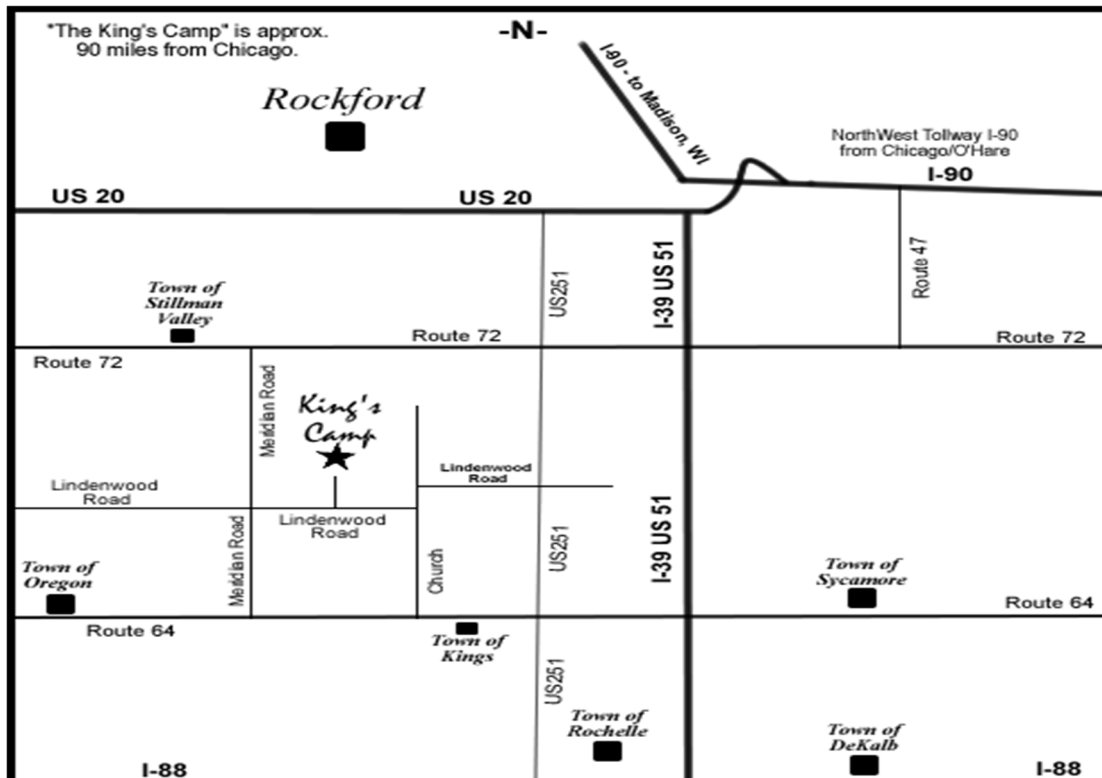 "The King's Camp" is approx.
90 miles from Chicago.
-N-
I-90 - to Madison, WI
Rockford
NorthWest Tollway I-90
from Chicago/O'Hare
I-90
US 20
US 20
Route 47
US251
I-39 US 51
Town of
Stillman
Valley
Route 72
Route 72
Route 72
Meridian Road
King's
Camp
Lindenwood
Road
Lindenwood
Road
Lindenwood
Road
Meridian Road
Church
US251
I-39 US 51
Town of
Oregon
Town of
Sycamore
Route 64
Route 64
Town of
Kings
US251
Town of
Rochelle
Town of
DeKalb
I-88
I-88